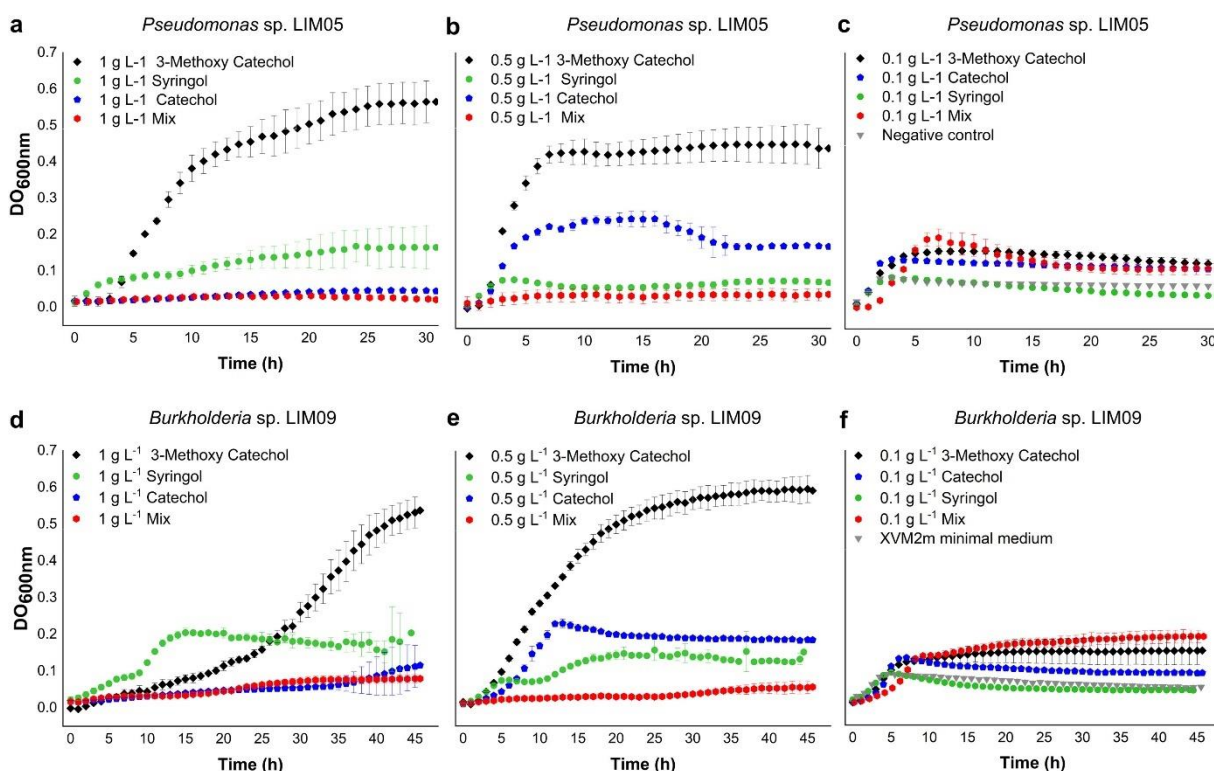 a
Pseudomonas sp. LIM05
1 g L-1 3-Methoxy Catechol
1 g L-1 Syringol
1 g L-1 Catechol
1 g L-1 Mix
DO600nm
0.7
0.6
0.5
0.4
0.3
0.2
0.1
0.0
0 5 10 15 20 25 30
Time (h)
b
Pseudomonas sp. LIM05
0.5 g L-1 3-Methoxy Catechol
0.5 g L-1 Syringol
0.5 g L-1 Catechol
0.5 g L-1 Mix
0 5 10 15 20 25 30
Time (h)
c
Pseudomonas sp. LIM05
0.1 g L-1 3-Methoxy Catechol
0.1 g L-1 Catechol
0.1 g L-1 Syringol
0.1 g L-1 Mix
Negative control
0 5 10 15 20 25 30
Time (h)
d
Burkholderia sp. LIM09
1 g L⁻¹ 3-Methoxy Catechol
1 g L⁻¹ Syringol
1 g L⁻¹ Catechol
1 g L⁻¹ Mix
DO600nm
0.7
0.6
0.5
0.4
0.3
0.2
0.1
0.0
0 5 10 15 20 25 30 35 40 45
Time (h)
e
Burkholderia sp. LIM09
0.5 g L⁻¹ 3-Methoxy Catechol
0.5 g L⁻¹ Syringol
0.5 g L⁻¹ Catechol
0.5 g L⁻¹ Mix
0 5 10 15 20 25 30 35 40 45
Time (h)
f
Burkholderia sp. LIM09
0.1 g L⁻¹ 3-Methoxy Catechol
0.1 g L⁻¹ Catechol
0.1 g L⁻¹ Syringol
0.1 g L⁻¹ Mix
XVM2m minimal medium
0 5 10 15 20 25 30 35 40 45
Time (h)